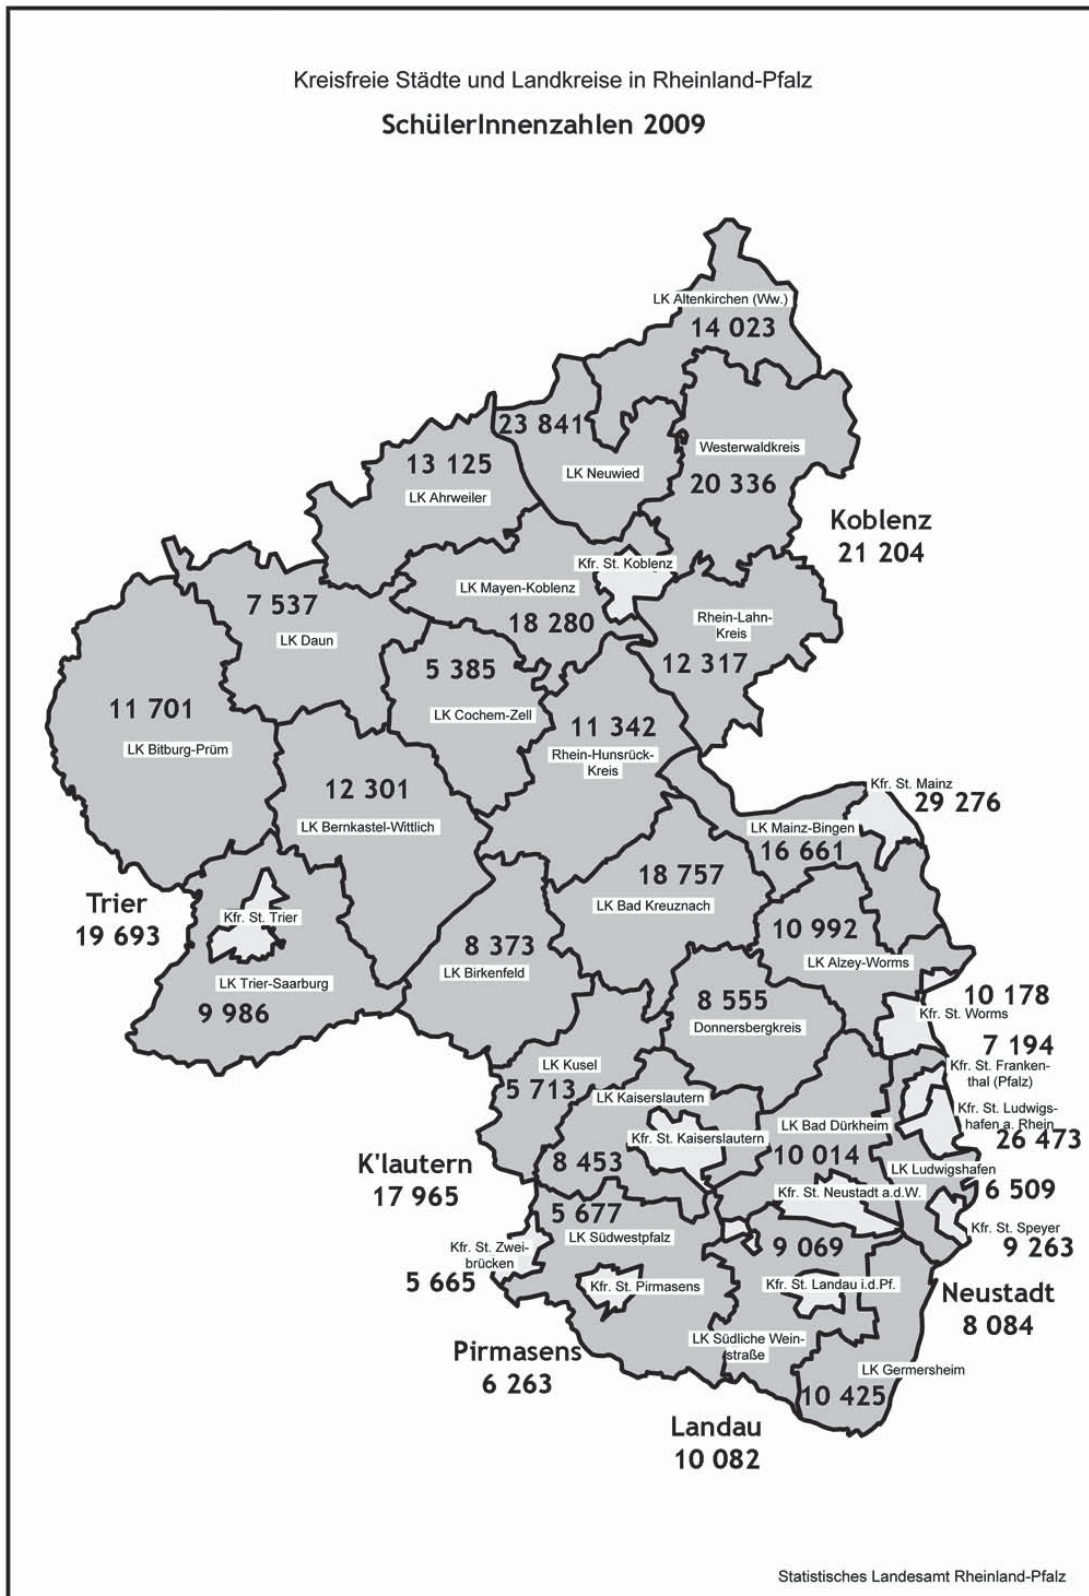 Kreisfreie Städte und Landkreise in Rheinland-Pfalz
SchülerInnenzahlen 2009
LK Altenkirchen (Ww.)
14 023
23 841
LK Neuwied
Westerwaldkreis
20 336
13 125
LK Ahrweiler
Koblenz
21 204
Kfr. St. Koblenz
LK Mayen-Koblenz
18 280
7 537
LK Daun
Rhein-Lahn-
Kreis
12 317
5 385
LK Cochem-Zell
11 701
LK Bitburg-Prüm
11 342
Rhein-Hunsrück-
Kreis
12 301
LK Bernkastel-Wittlich
Kfr. St. Mainz
29 276
LK Mainz-Bingen
16 661
18 757
LK Bad Kreuznach
Trier
19 693
Kfr. St. Trier
10 992
LK Alzey-Worms
8 373
LK Birkenfeld
LK Trier-Saarburg
9 986
8 555
Donnersbergkreis
10 178
Kfr. St. Worms
7 194
Kfr. St. Franken-
thal (Pfalz)
LK Kusel
5 713
LK Kaiserslautern
Kfr. St. Ludwigs-
hafen a. Rhein
26 473
LK Bad Dürkheim
10 014
Kfr. St. Kaiserslautern
8 453
K'lautern
17 965
LK Ludwigshafen
6 509
Kfr. St. Neustadt a.d.W.
5 677
LK Südwestpfalz
Kfr. St. Speyer
9 263
Kfr. St. Zwei-
brücken
5 665
9 069
Kfr. St. Pirmasens
Kfr. St. Landau i.d.Pf.
Neustadt
8 084
Pirmasens
6 263
LK Südliche Wein-
straße
LK Germersheim
10 425
Landau
10 082
Statistisches Landesamt Rheinland-Pfalz